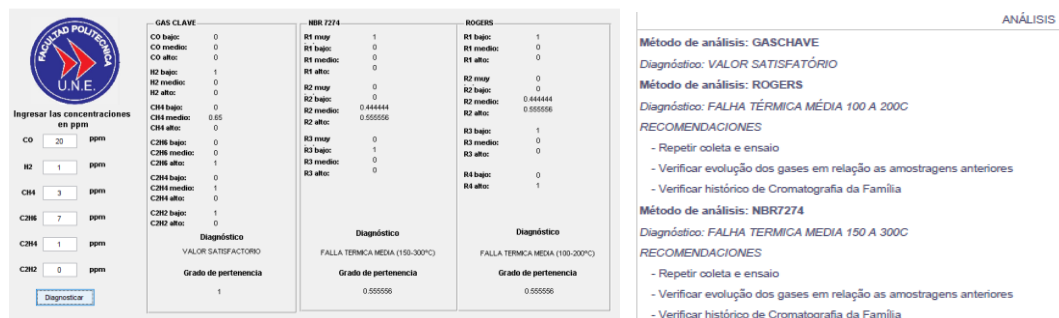 FACULTAD POLITECNICA
U.N.E.
Ingresar las concentraciones
en ppm
CO 20 ppm
H2 1 ppm
CH4 3 ppm
C2H6 7 ppm
C2H4 1 ppm
C2H2 0 ppm
Diagnosticar
GAS CLAVE
CO bajo: 0
CO medio: 0
CO alto: 0
H2 bajo: 1
H2 medio: 0
H2 alto: 0
CH4 bajo: 0
CH4 medio: 0.65
CH4 alto: 0
C2H6 bajo: 0
C2H6 medio: 0
C2H6 alto: 1
C2H4 bajo: 0
C2H4 medio: 1
C2H4 alto: 0
C2H2 bajo: 1
C2H2 alto: 0
Diagnóstico
VALOR SATISFACTORIO
Grado de pertenencia
1
NBR 7274
R1 muy 1
R1 bajo: 0
R1 medio: 0
R1 alto: 0
R2 muy 0
R2 bajo: 0
R2 medio: 0.444444
R2 alto: 0.555556
R3 muy 0
R3 bajo: 1
R3 medio: 0
R3 alto: 0
Diagnóstico
FALLA TERMICA MEDIA (150-300°C)
Grado de pertenencia
0.555556
ROGERS
R1 bajo: 1
R1 medio: 0
R1 alto: 0
R2 muy 0
R2 bajo: 0
R2 medio: 0.444444
R2 alto: 0.555556
R3 bajo: 1
R3 medio: 0
R3 alto: 0
R4 bajo: 0
R4 alto: 1
Diagnóstico
FALLA TERMICA MEDIA (100-200°C)
Grado de pertenencia
0.555556
ANÁLISIS
Método de análisis: GASCHAVE
Diagnóstico: VALOR SATISFATÓRIO
Método de análisis: ROGERS
Diagnóstico: FALHA TÉRMICA MÉDIA 100 A 200C
RECOMENDACIONES
- Repetir coleta e ensaio
- Verificar evolução dos gases em relação as amostragens anteriores
- Verificar histórico de Cromatografia da Família
Método de análisis: NBR7274
Diagnóstico: FALHA TERMICA MEDIA 150 A 300C
RECOMENDACIONES
- Repetir coleta e ensaio
- Verificar evolução dos gases em relação as amostragens anteriores
- Verificar histórico de Cromatografia da Família